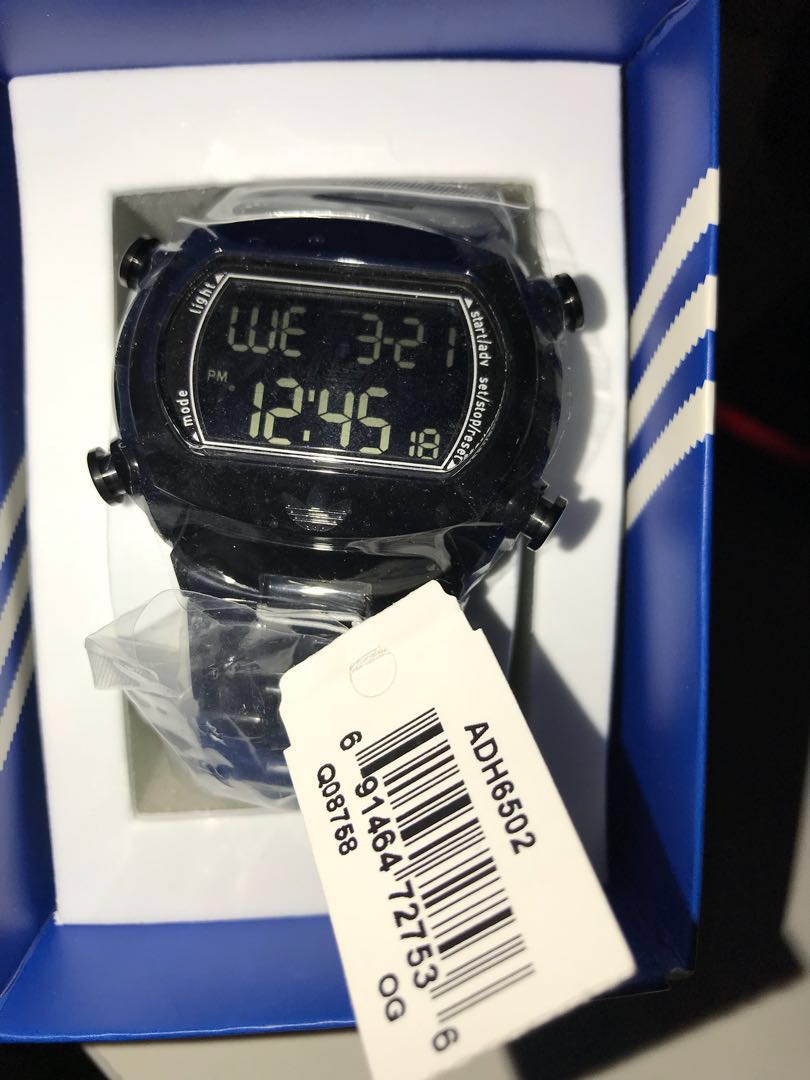 light
WE 3-21
PM
12:45 18
mode
start/adv set/stop/reset
ADH6502
6 91464 72753 6
Q08758
OG